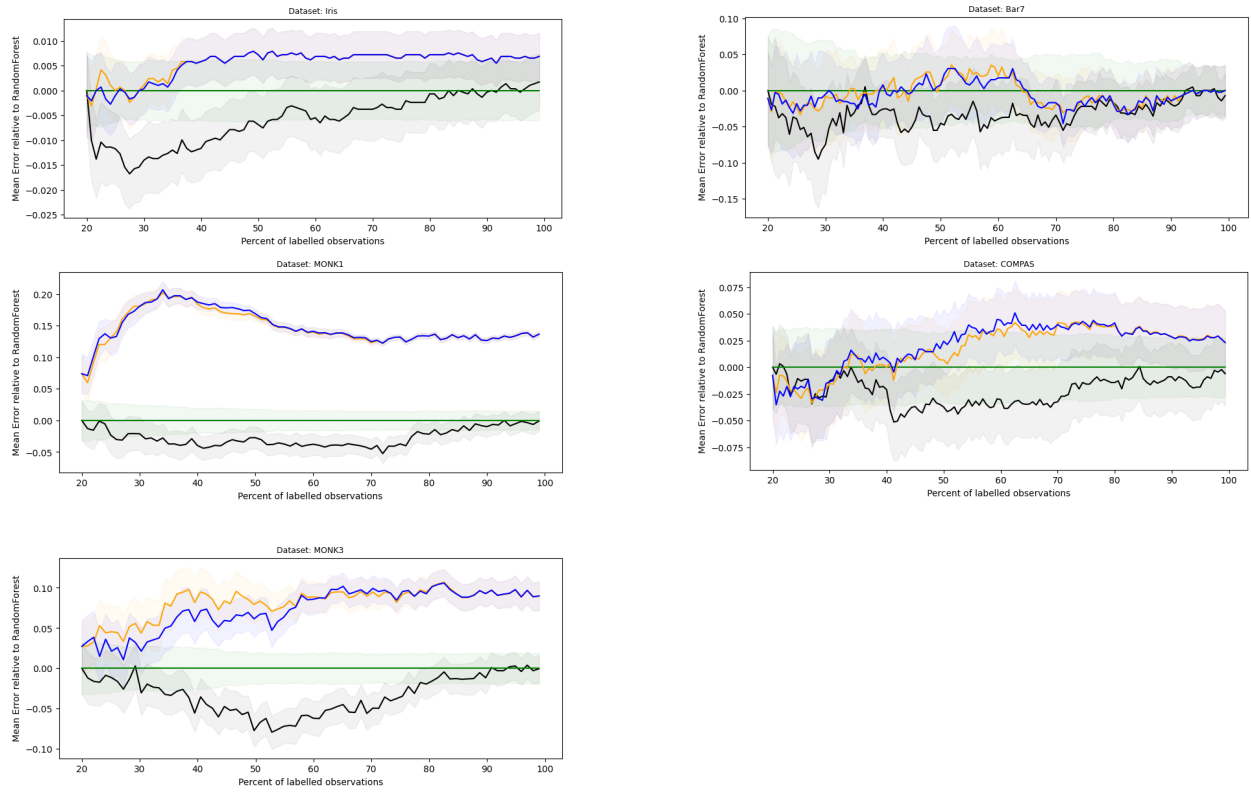 Dataset: Iris
Mean Error relative to RandomForest
0.010
0.005
0.000
−0.005
−0.010
−0.015
−0.020
−0.025
20 30 40 50 60 70 80 90 100
Percent of labelled observations
Dataset: Bar7
Mean Error relative to RandomForest
0.10
0.05
0.00
−0.05
−0.10
−0.15
20 30 40 50 60 70 80 90 100
Percent of labelled observations
Dataset: MONK1
Mean Error relative to RandomForest
0.20
0.15
0.10
0.05
0.00
−0.05
20 30 40 50 60 70 80 90 100
Percent of labelled observations
Dataset: COMPAS
Mean Error relative to RandomForest
0.075
0.050
0.025
0.000
−0.025
−0.050
−0.075
20 30 40 50 60 70 80 90 100
Percent of labelled observations
Dataset: MONK3
Mean Error relative to RandomForest
0.10
0.05
0.00
−0.05
−0.10
20 30 40 50 60 70 80 90 100
Percent of labelled observations